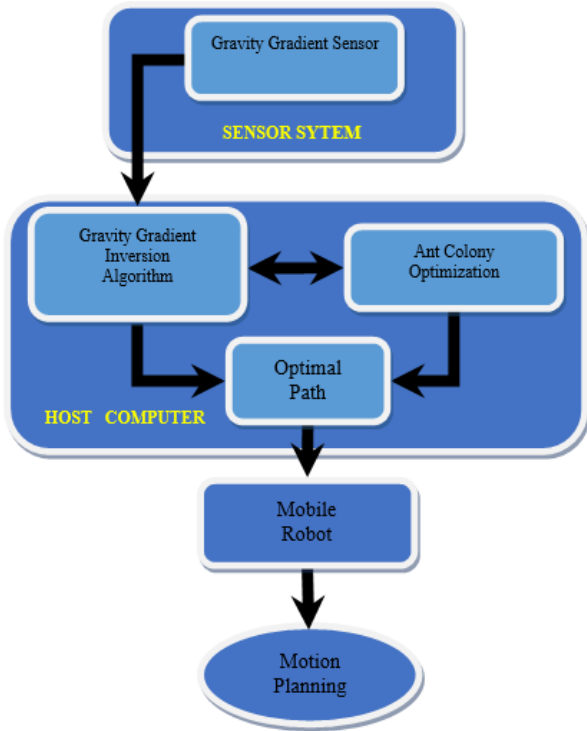 Gravity Gradient Sensor
SENSOR SYTEM
Gravity Gradient
Inversion
Algorithm
Ant Colony
Optimization
Optimal
Path
HOST COMPUTER
Mobile
Robot
Motion
Planning